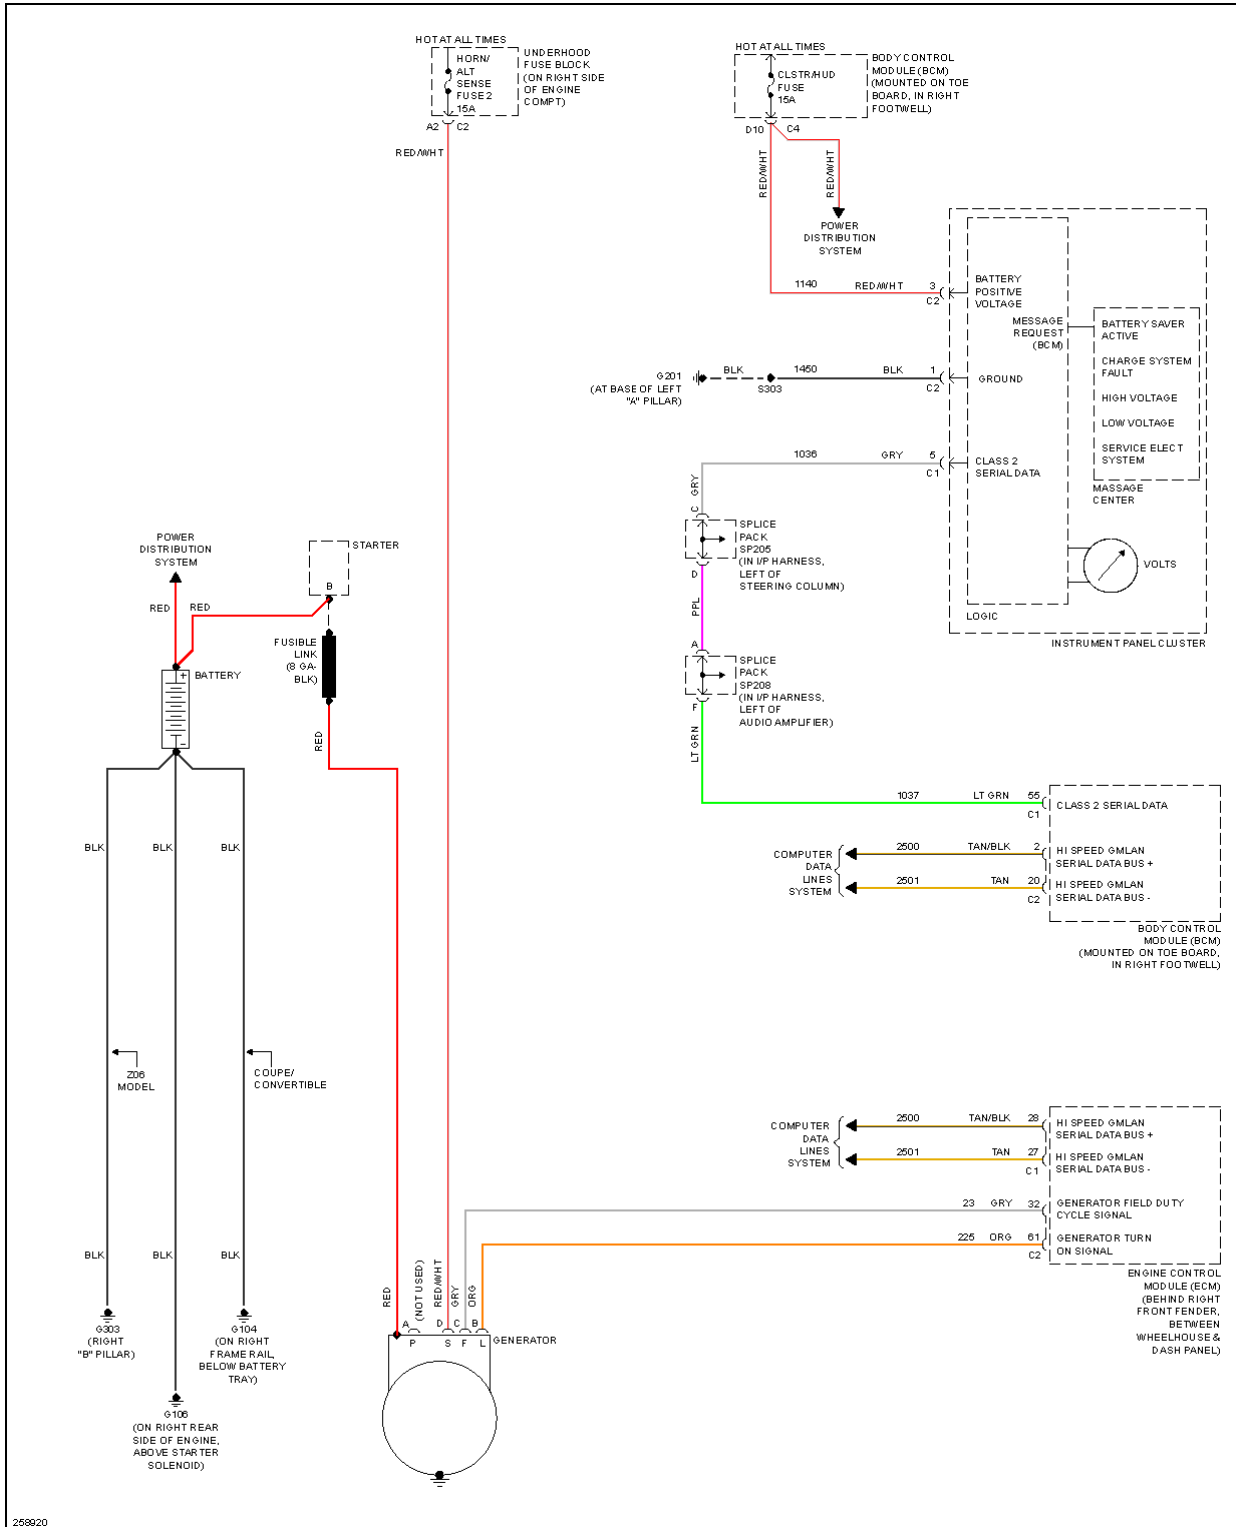 HOT AT ALL TIMES
HORN/
ALT
SENSE
FUSE 2
15A
UNDERHOOD
FUSE BLOCK
(ON RIGHT SIDE
OF ENGINE
COMPT)
A2 C2
RED/WHT
HOT AT ALL TIMES
CLSTR/HUD
FUSE
15A
BODY CONTROL
MODULE (BCM)
(MOUNTED ON TOE
BOARD, IN RIGHT
FOOTWELL)
D10 C4
RED/WHT
RED/WHT
POWER
DISTRIBUTION
SYSTEM
1140 RED/WHT 3
C2
BATTERY
POSITIVE
VOLTAGE
MESSAGE
REQUEST
(BCM)
BATTERY SAVER
ACTIVE
CHARGE SYSTEM
FAULT
HIGH VOLTAGE
LOW VOLTAGE
SERVICE ELECT
SYSTEM
MASSAGE
CENTER
G201
(AT BASE OF LEFT
"A" PILLAR)
BLK 1450 BLK 1
S303
C2
GROUND
1036 GRY 5
C1
CLASS 2
SERIAL DATA
VOLTS
LOGIC
INSTRUMENT PANEL CLUSTER
GRY
C
SPLICE
PACK
SP205
(IN I/P HARNESS,
LEFT OF
STEERING COLUMN)
D
PPL
A
SPLICE
PACK
SP208
(IN I/P HARNESS,
LEFT OF
AUDIO AMPLIFIER)
F
LT GRN
POWER
DISTRIBUTION
SYSTEM
STARTER
B
RED RED
FUSIBLE
LINK
(8 GA-
BLK)
BATTERY
+
-
RED
1037 LT GRN 55
C1
CLASS 2 SERIAL DATA
COMPUTER
DATA
LINES
SYSTEM
2500 TAN/BLK 2
HI SPEED GMLAN
SERIAL DATA BUS +
2501 TAN 20
C2
HI SPEED GMLAN
SERIAL DATA BUS -
BODY CONTROL
MODULE (BCM)
(MOUNTED ON TOE BOARD,
IN RIGHT FOOTWELL)
BLK BLK BLK
Z06
MODEL
COUPE/
CONVERTIBLE
COMPUTER
DATA
LINES
SYSTEM
2500 TAN/BLK 28
HI SPEED GMLAN
SERIAL DATA BUS +
2501 TAN 27
C1
HI SPEED GMLAN
SERIAL DATA BUS -
23 GRY 32
GENERATOR FIELD DUTY
CYCLE SIGNAL
225 ORG 61
C2
GENERATOR TURN
ON SIGNAL
ENGINE CONTROL
MODULE (ECM)
(BEHIND RIGHT
FRONT FENDER,
BETWEEN
WHEELHOUSE &
DASH PANEL)
BLK BLK BLK
G303
(RIGHT
"B" PILLAR)
G104
(ON RIGHT
FRAME RAIL,
BELOW BATTERY
TRAY)
G106
(ON RIGHT REAR
SIDE OF ENGINE,
ABOVE STARTER
SOLENOID)
RED
(NOT USED)
RED/WHT
GRY
ORG
A D C B
P S F L
GENERATOR
258920